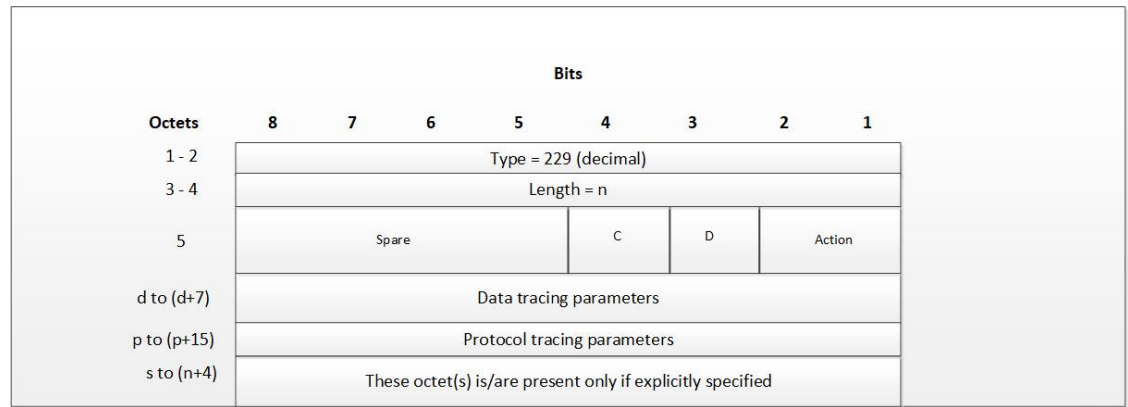 Bits
Octets 8 7 6 5 4 3 2 1
1 - 2 Type = 229 (decimal)
3 - 4 Length = n
5 Spare C D Action
d to (d+7) Data tracing parameters
p to (p+15) Protocol tracing parameters
s to (n+4) These octet(s) is/are present only if explicitly specified